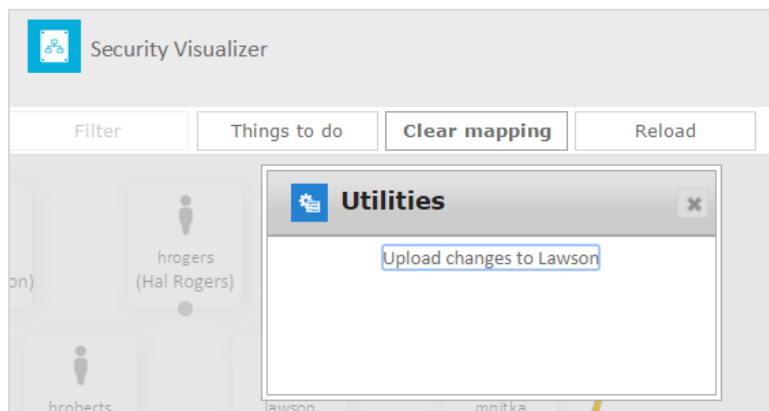 Security Visualizer
Filter
Things to do
Clear mapping
Reload
Utilities
Upload changes to Lawson
hrogers
(Hal Rogers)
on)
hroberts
lawson
mnitka